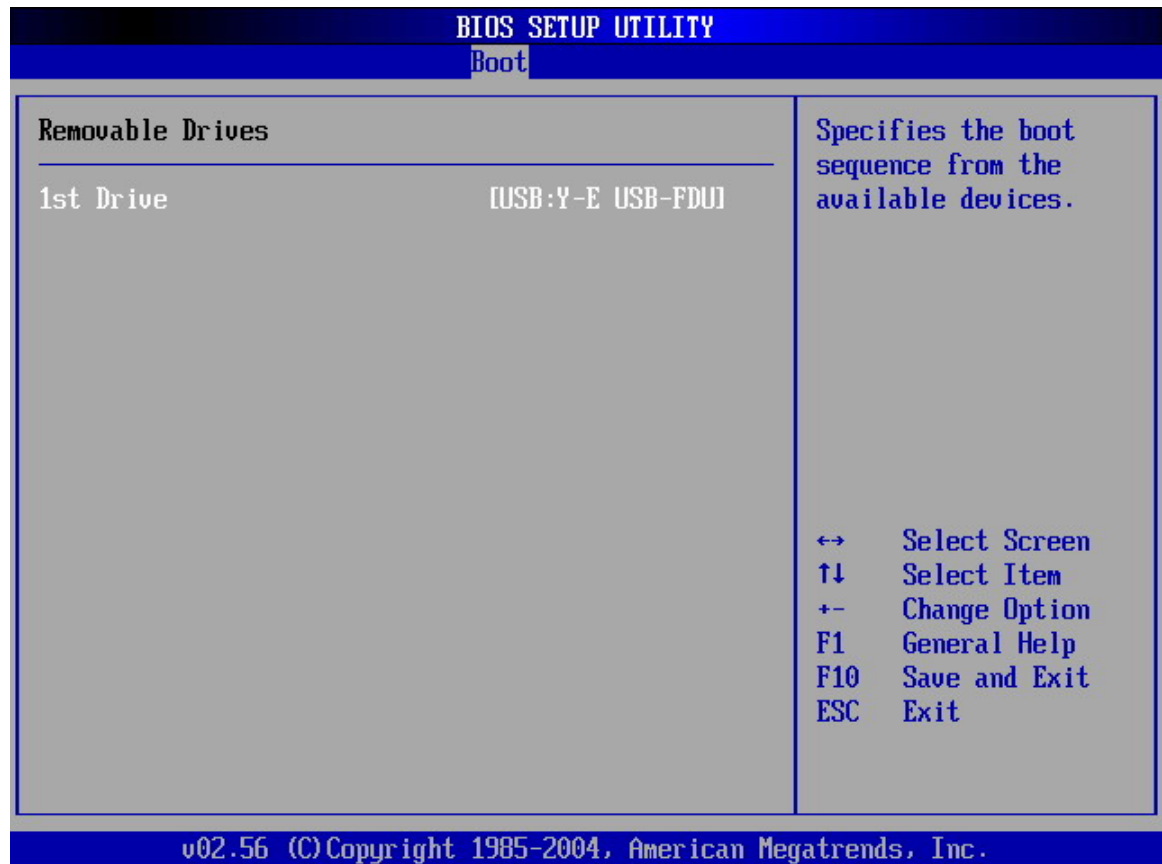 BIOS SETUP UTILITY
Boot
Removable Drives
1st Drive [USB:Y-E USB-FDU]
Specifies the boot
sequence from the
available devices.
←→ Select Screen
↑↓ Select Item
+- Change Option
F1 General Help
F10 Save and Exit
ESC Exit
v02.56 (C)Copyright 1985-2004, American Megatrends, Inc.